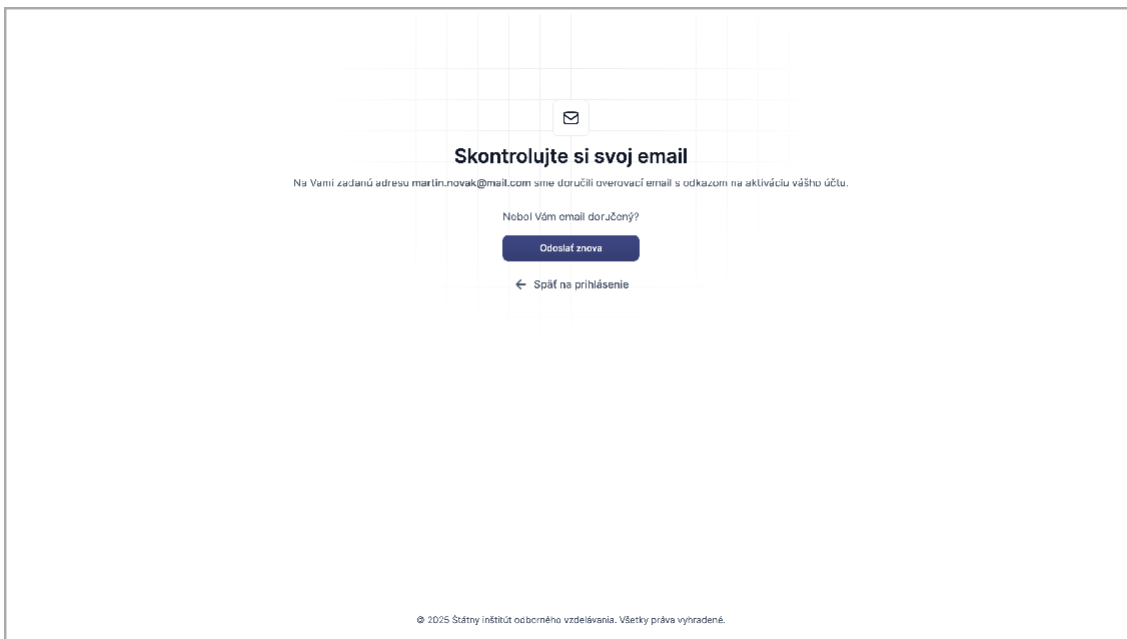 Skontrolujte si svoj email
Na Vami zadanú adresu martin.novak@mail.com sme doručili overovací email s odkazom na aktiváciu vášho účtu.
Nebol Vám email doručený?
Odoslať znova
Späť na prihlásenie
© 2025 Štátny inštitút odborného vzdelávania. Všetky práva vyhradené.